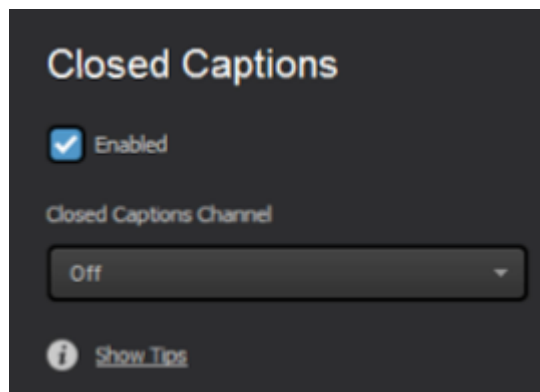 Closed Captions
Enabled
Closed Captions Channel
Off
Show Tips